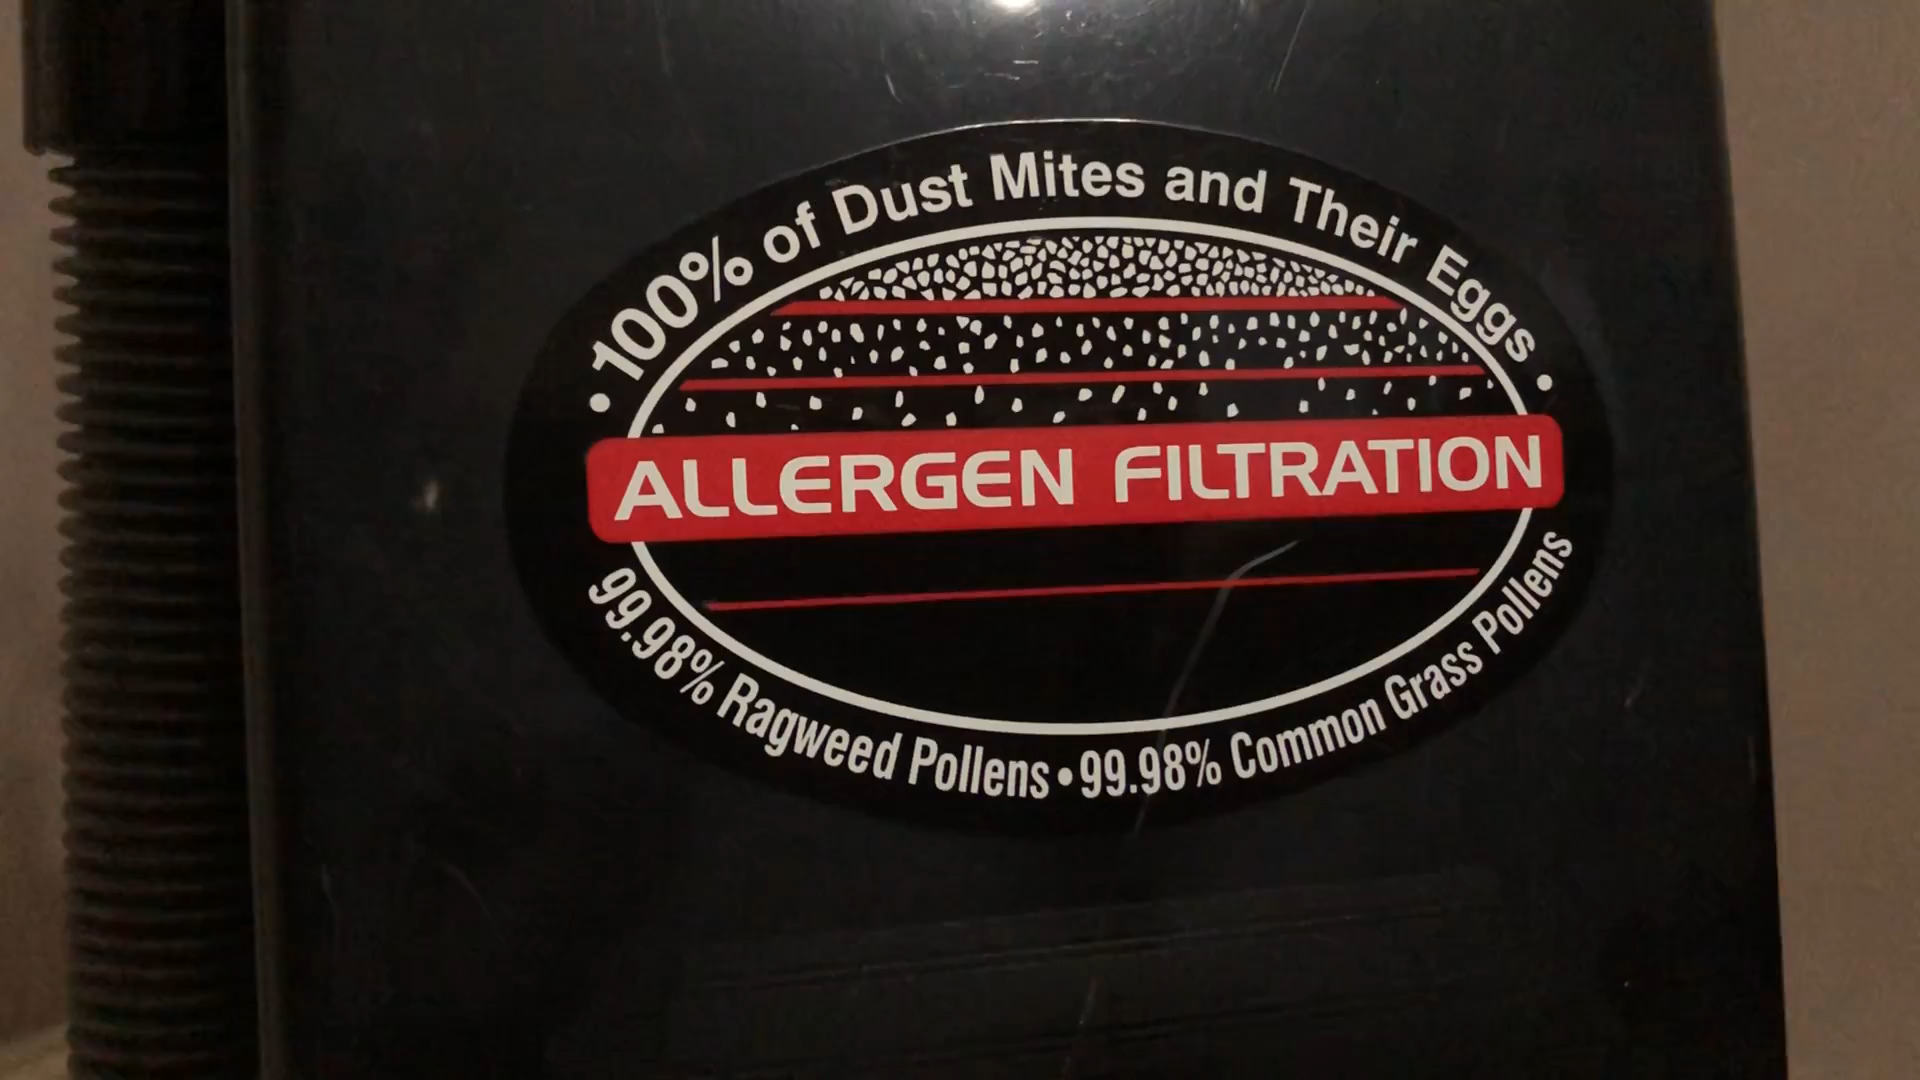 • 100% of Dust Mites and Their Eggs •
ALLERGEN FILTRATION
99.98% Ragweed Pollens • 99.98% Common Grass Pollens